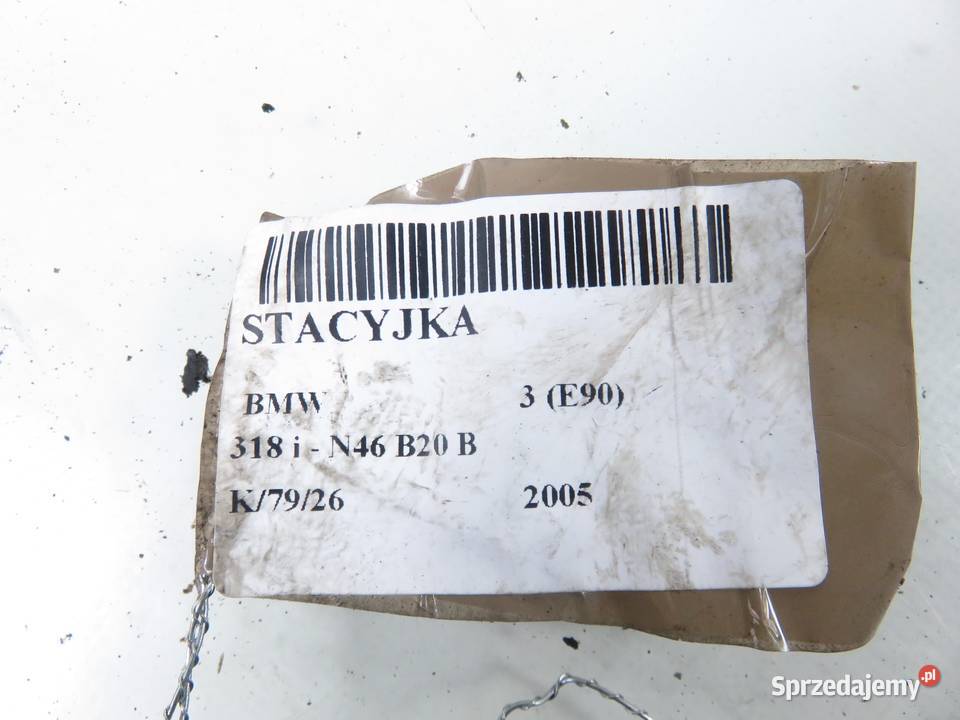 STACYJKA
BMW 3 (E90)
318 i - N46 B20 B
K/79/26 2005
Sprzedajemy.pl